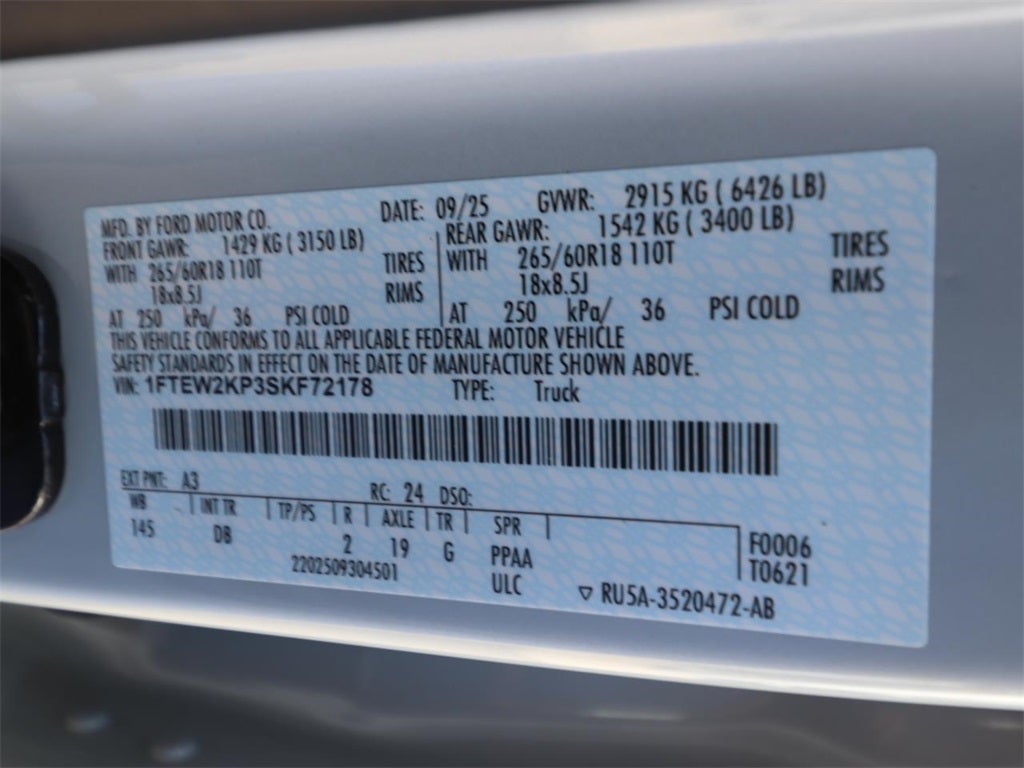 MFD. BY FORD MOTOR CO. DATE: 09/25 GVWR: 2915 KG ( 6426 LB)
FRONT GAWR: 1429 KG ( 3150 LB) REAR GAWR: 1542 KG ( 3400 LB)
WITH 265/60R18 110T TIRES WITH 265/60R18 110T TIRES
18x8.5J RIMS 18x8.5J RIMS
AT 250 kPa/ 36 PSI COLD AT 250 kPa/ 36 PSI COLD
THIS VEHICLE CONFORMS TO ALL APPLICABLE FEDERAL MOTOR VEHICLE
SAFETY STANDARDS IN EFFECT ON THE DATE OF MANUFACTURE SHOWN ABOVE.
VIN: 1FTEW2KP3SKF72178 TYPE: Truck
EXT PNT: A3 RC: 24 DSO:
WB INT TR TP/PS R AXLE TR SPR
145 DB 2 19 G PPAA F0006
2202509304501 ULC T0621
RU5A-3520472-AB